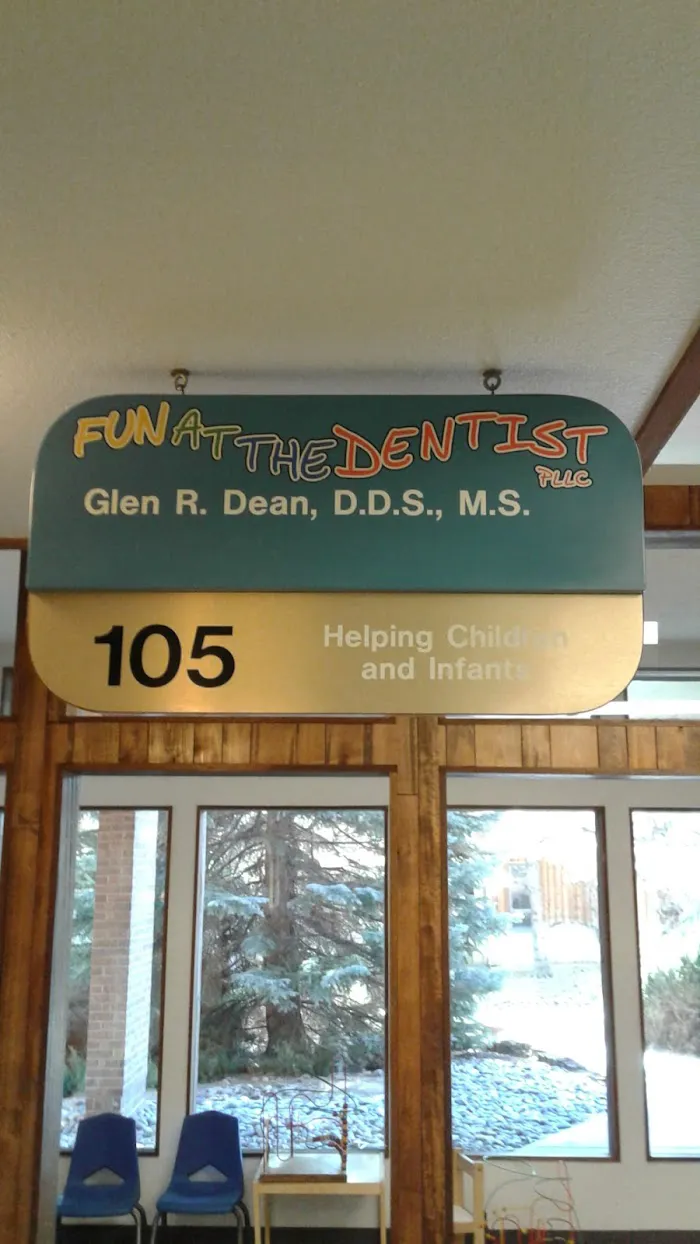 FUN AT THE DENTIST
PLLC
Glen R. Dean, D.D.S., M.S.
105
Helping Children
and Infants